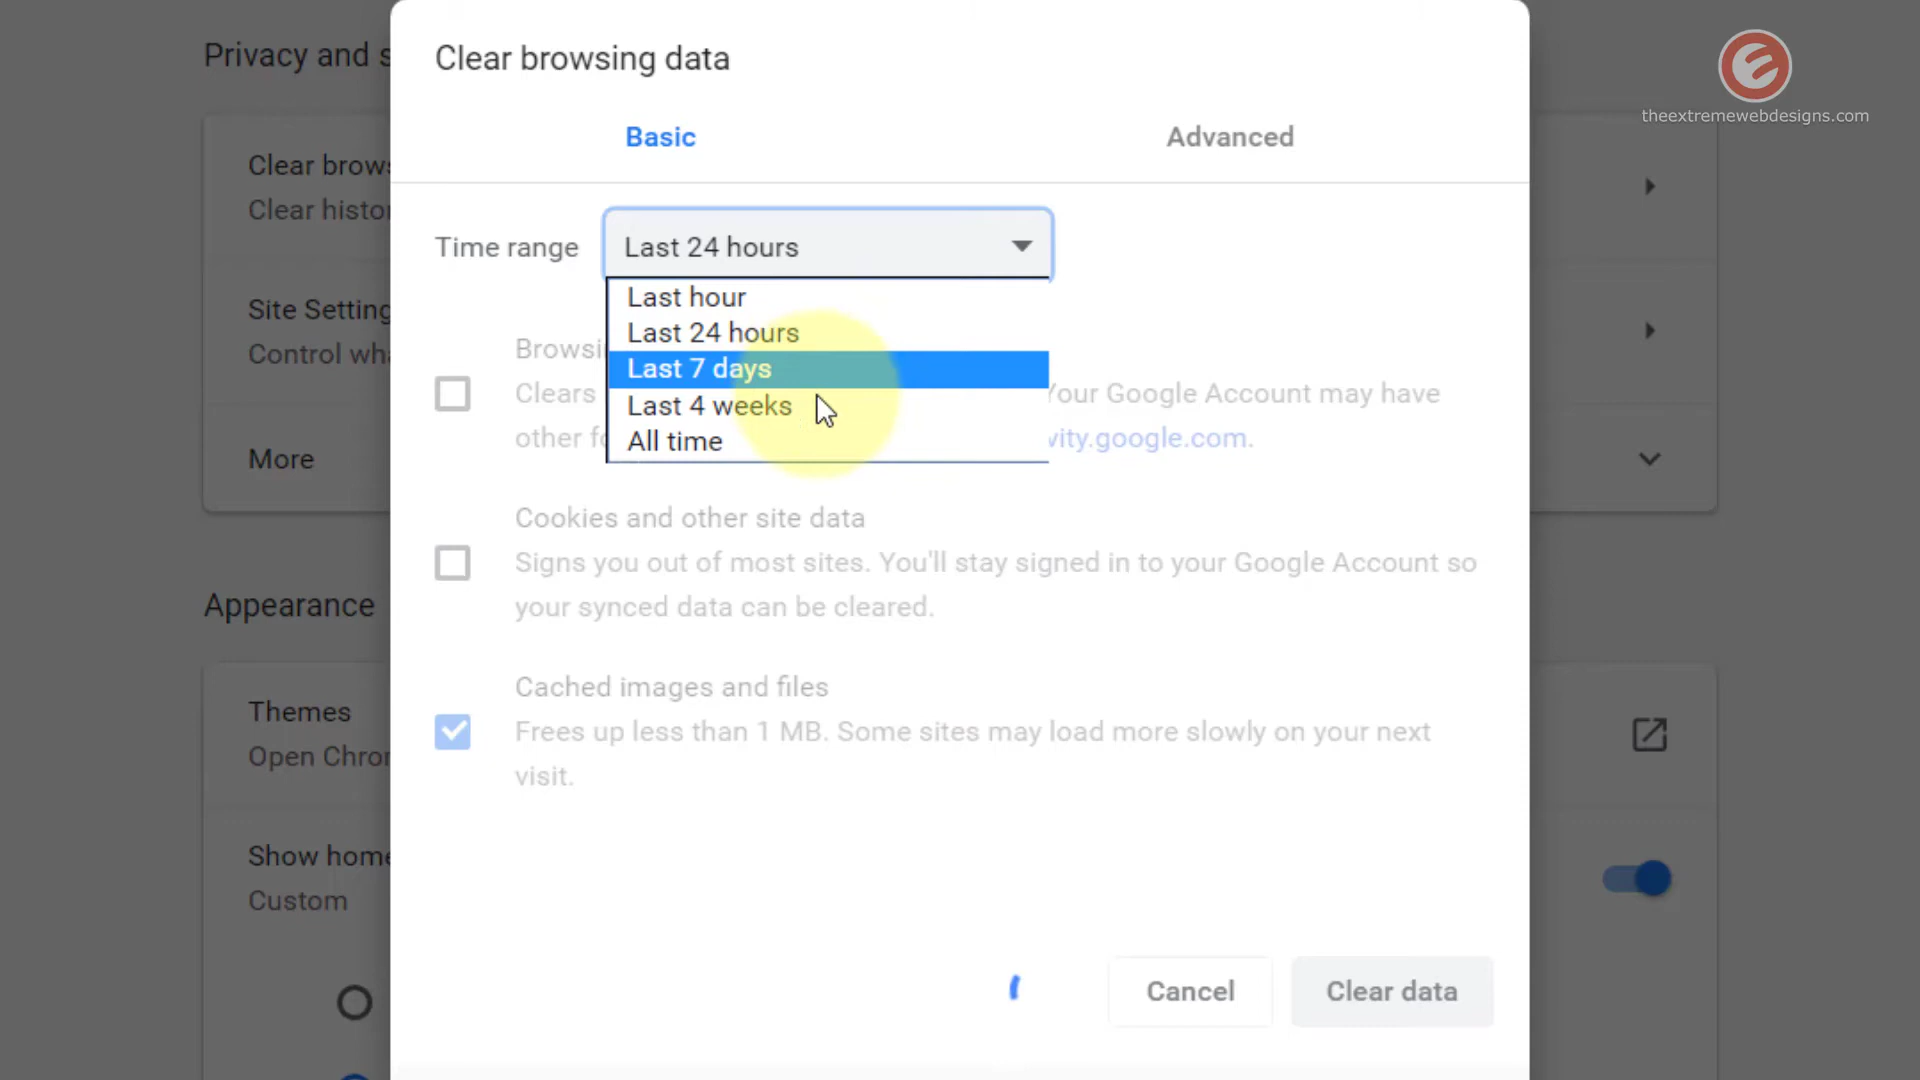 Privacy and s
Clear browsing data
theextremewebdesigns.com
Basic
Advanced
Clear brows
Clear histor
Time range
Last 24 hours
Last hour
Last 24 hours
Last 7 days
Last 4 weeks
All time
Site Setting
Control wha
Browsi
Clears
Your Google Account may have
other fo
vity.google.com.
More
Cookies and other site data
Signs you out of most sites. You'll stay signed in to your Google Account so
your synced data can be cleared.
Appearance
Cached images and files
Frees up less than 1 MB. Some sites may load more slowly on your next
visit.
Themes
Open Chron
Show home
Custom
Cancel
Clear data